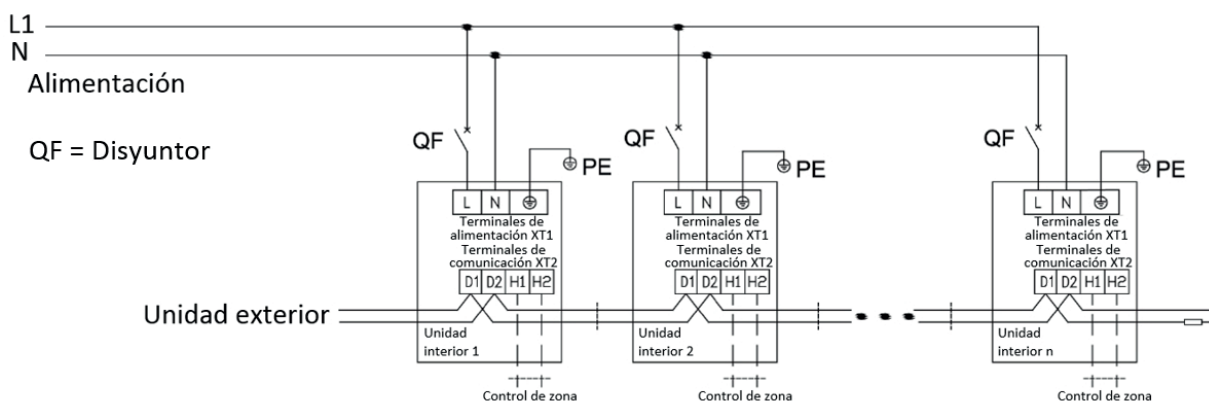 L1
N
Alimentación
QF = Disyuntor
QF
PE
QF
PE
QF
PE
L N
Terminales de
alimentación XT1
Terminales de
comunicación XT2
D1 D2 H1 H2
L N
Terminales de
alimentación XT1
Terminales de
comunicación XT2
D1 D2 H1 H2
L N
Terminales de
alimentación XT1
Terminales de
comunicación XT2
D1 D2 H1 H2
Unidad exterior
Unidad
interior 1
Unidad
interior 2
Unidad
interior n
Control de zona
Control de zona
Control de zona